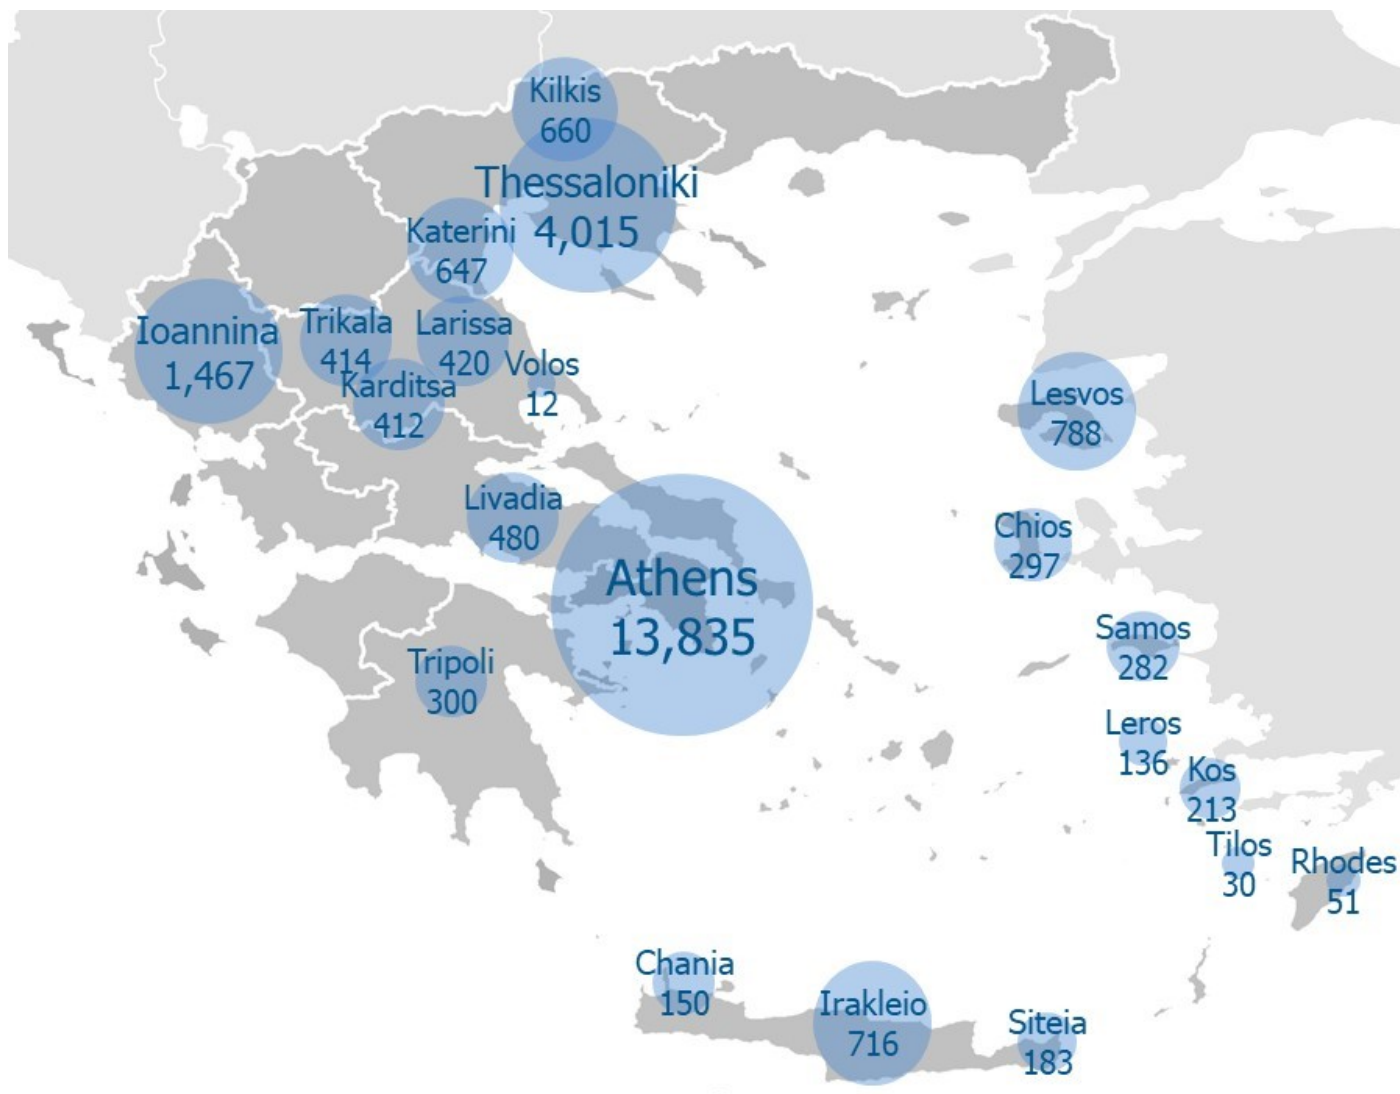 Kilkis
660
Thessaloniki
4,015
Katerini
647
Ioannina
1,467
Trikala
414
Larissa
420
Volos
12
Karditsa
412
Lesvos
788
Livadia
480
Chios
297
Athens
13,835
Samos
282
Tripoli
300
Leros
136
Kos
213
Tilos
30
Rhodes
51
Chania
150
Irakleio
716
Siteia
183